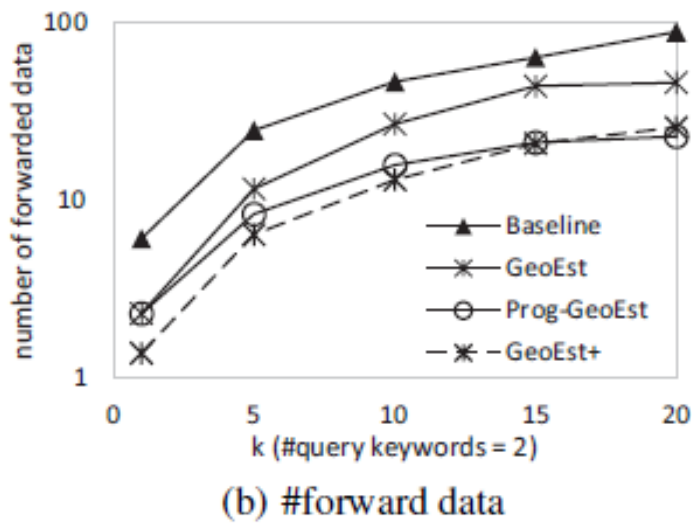 100
10
1
number of forwarded data
Baseline
GeoEst
Prog-GeoEst
GeoEst+
0 5 10 15 20
k (#query keywords = 2)
(b) #forward data